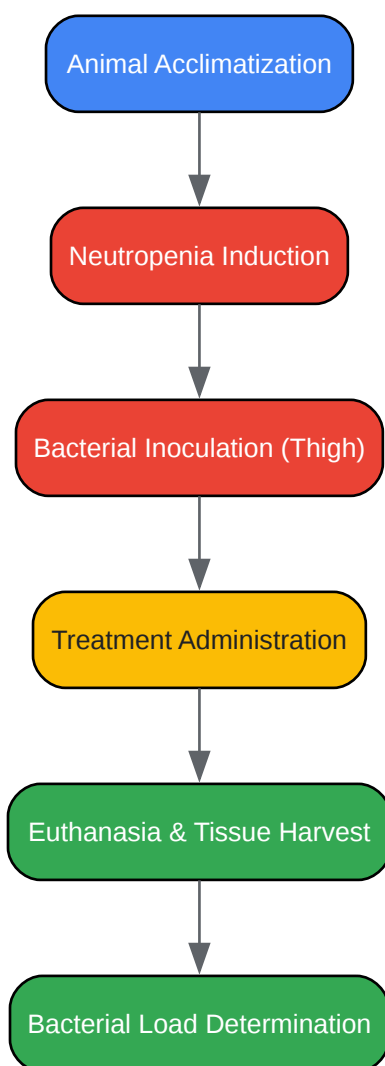 Animal Acclimatization
Neutropenia Induction
Bacterial Inoculation (Thigh)
Treatment Administration
Euthanasia & Tissue Harvest
Bacterial Load Determination